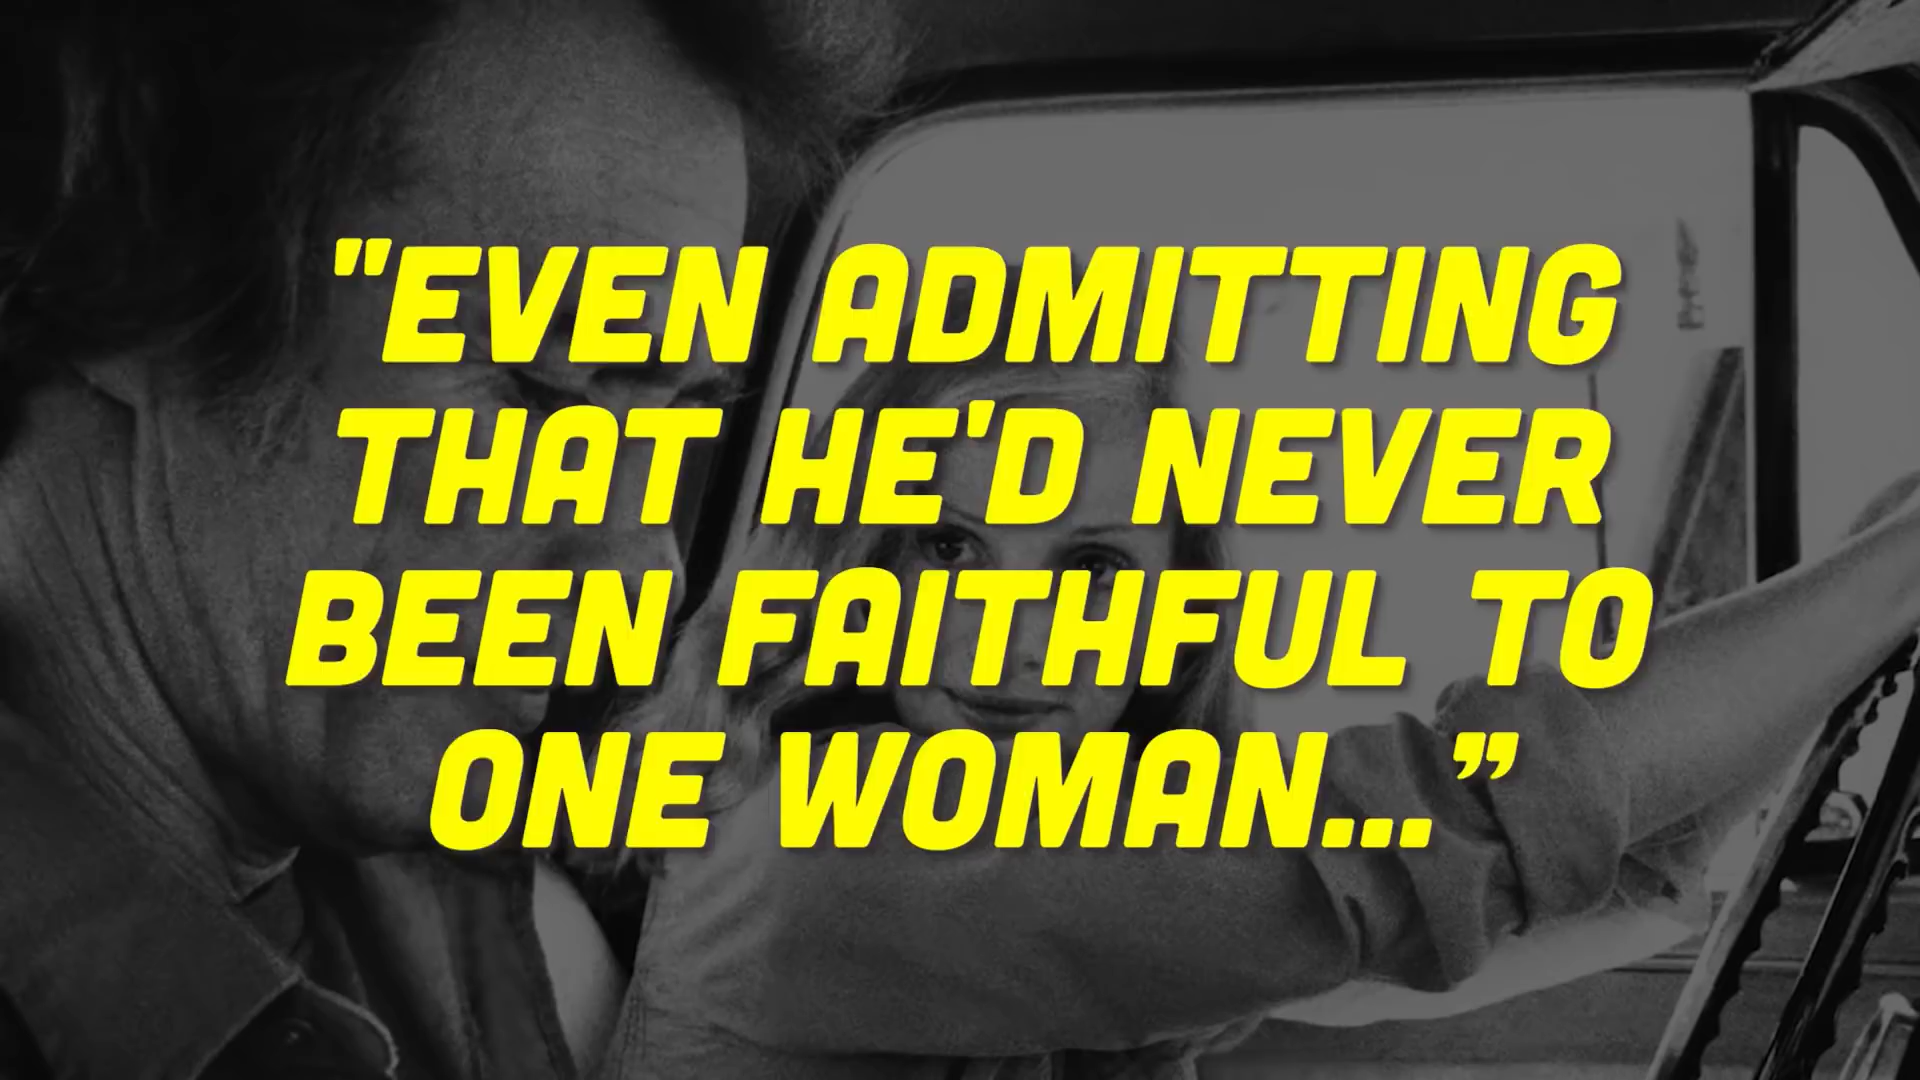 "EVEN ADMITTING
THAT HE'D NEVER
BEEN FAITHFUL TO
ONE WOMAN...”